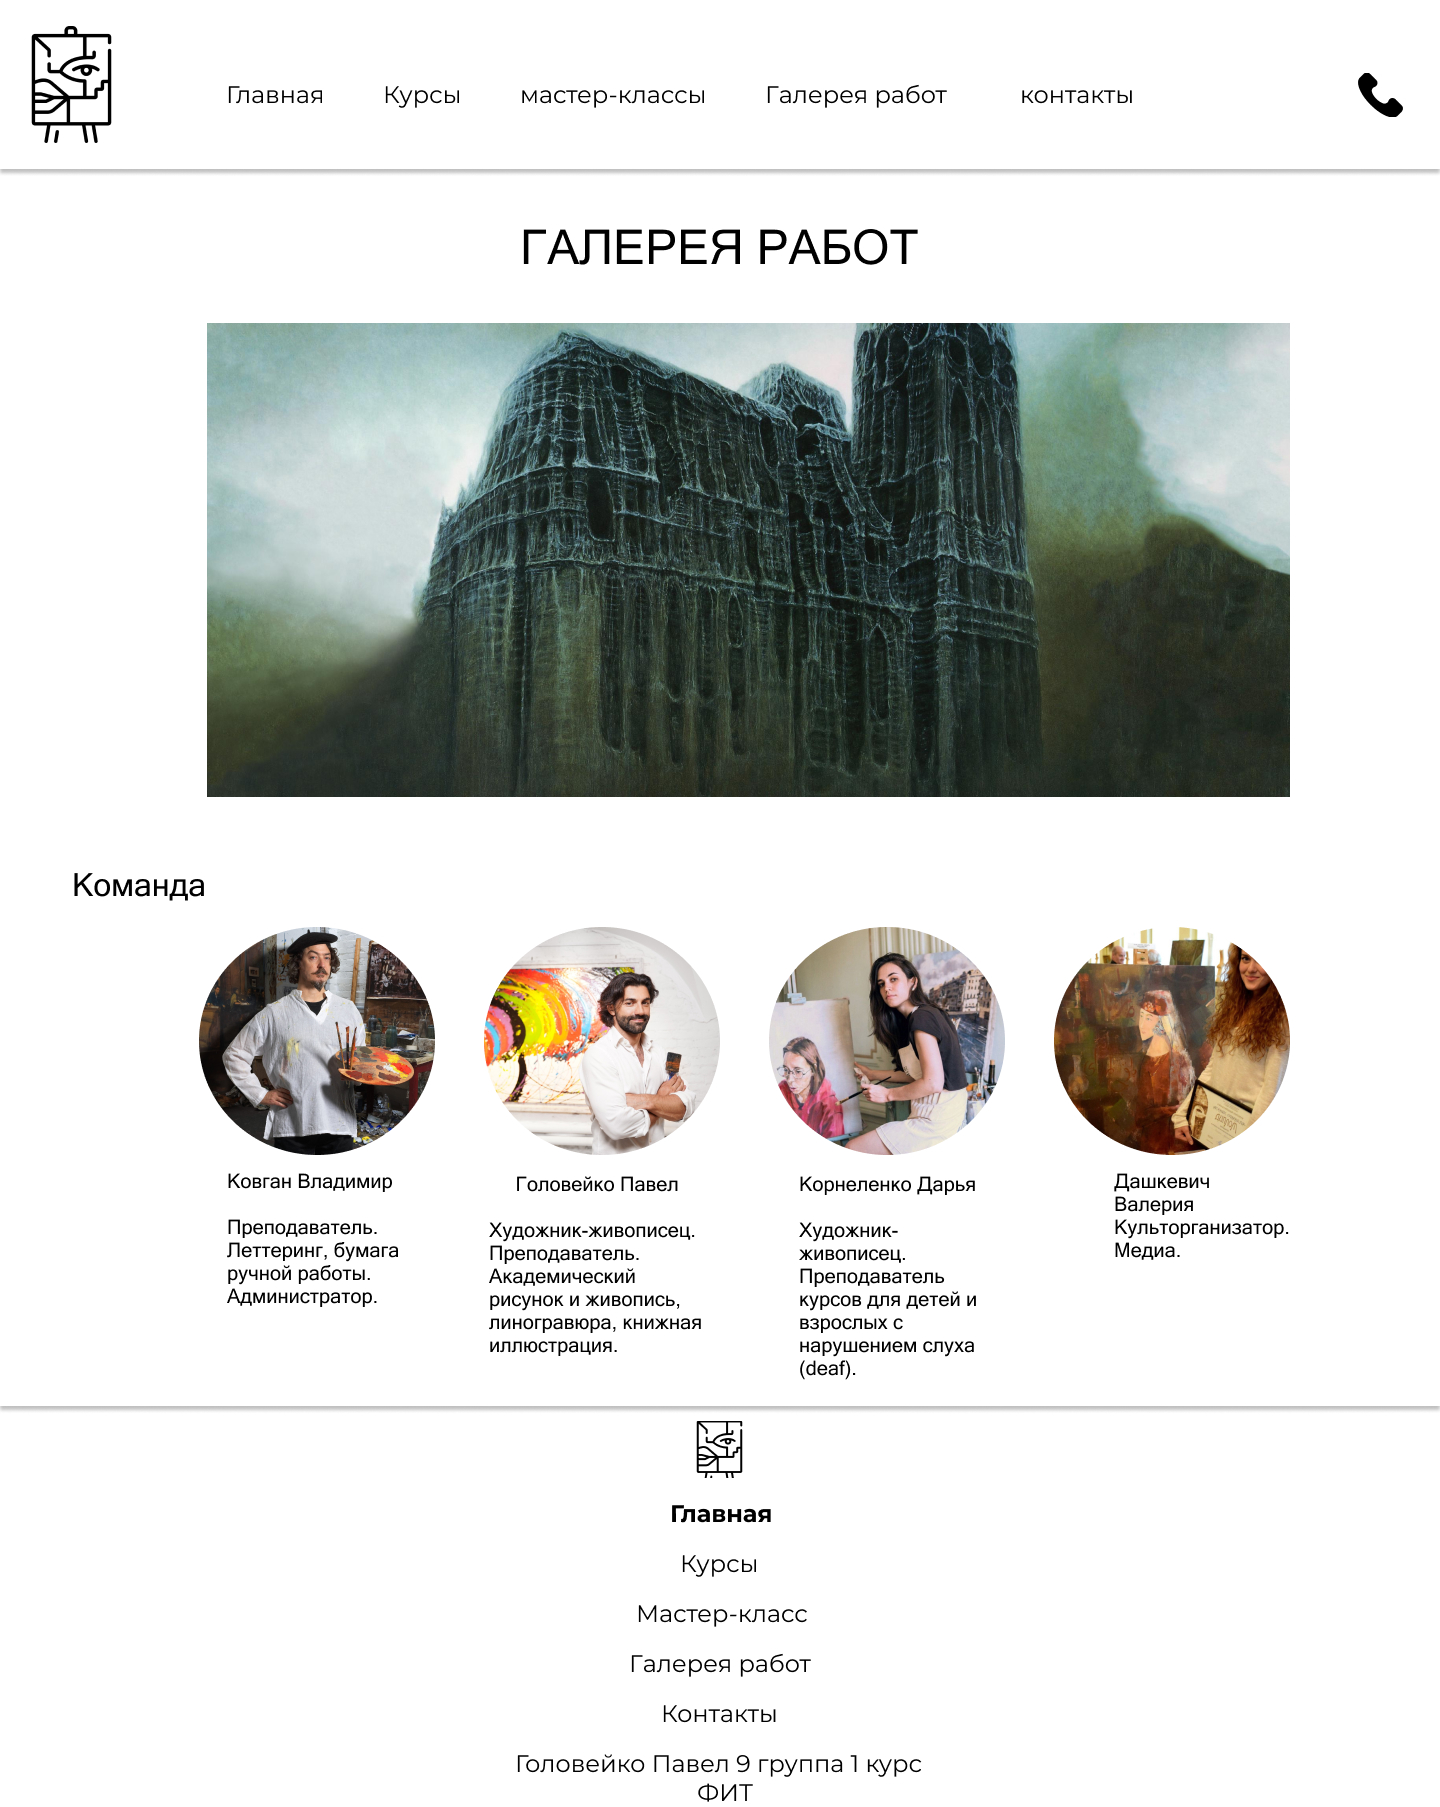 Главная Курсы мастер-классы Галерея работ контакты
ГАЛЕРЕЯ РАБОТ
Команда
Ковган Владимир
Преподаватель.
Леттеринг, бумага
ручной работы.
Администратор.
Головейко Павел
Художник-живописец.
Преподаватель.
Академический
рисунок и живопись,
линогравюра, книжная
иллюстрация.
Корнеленко Дарья
Художник-
живописец.
Преподаватель
курсов для детей и
взрослых с
нарушением слуха
(deaf).
Дашкевич
Валерия
Культорганизатор.
Медиа.
Главная
Курсы
Мастер-класс
Галерея работ
Контакты
Головейко Павел 9 группа 1 курс
ФИТ